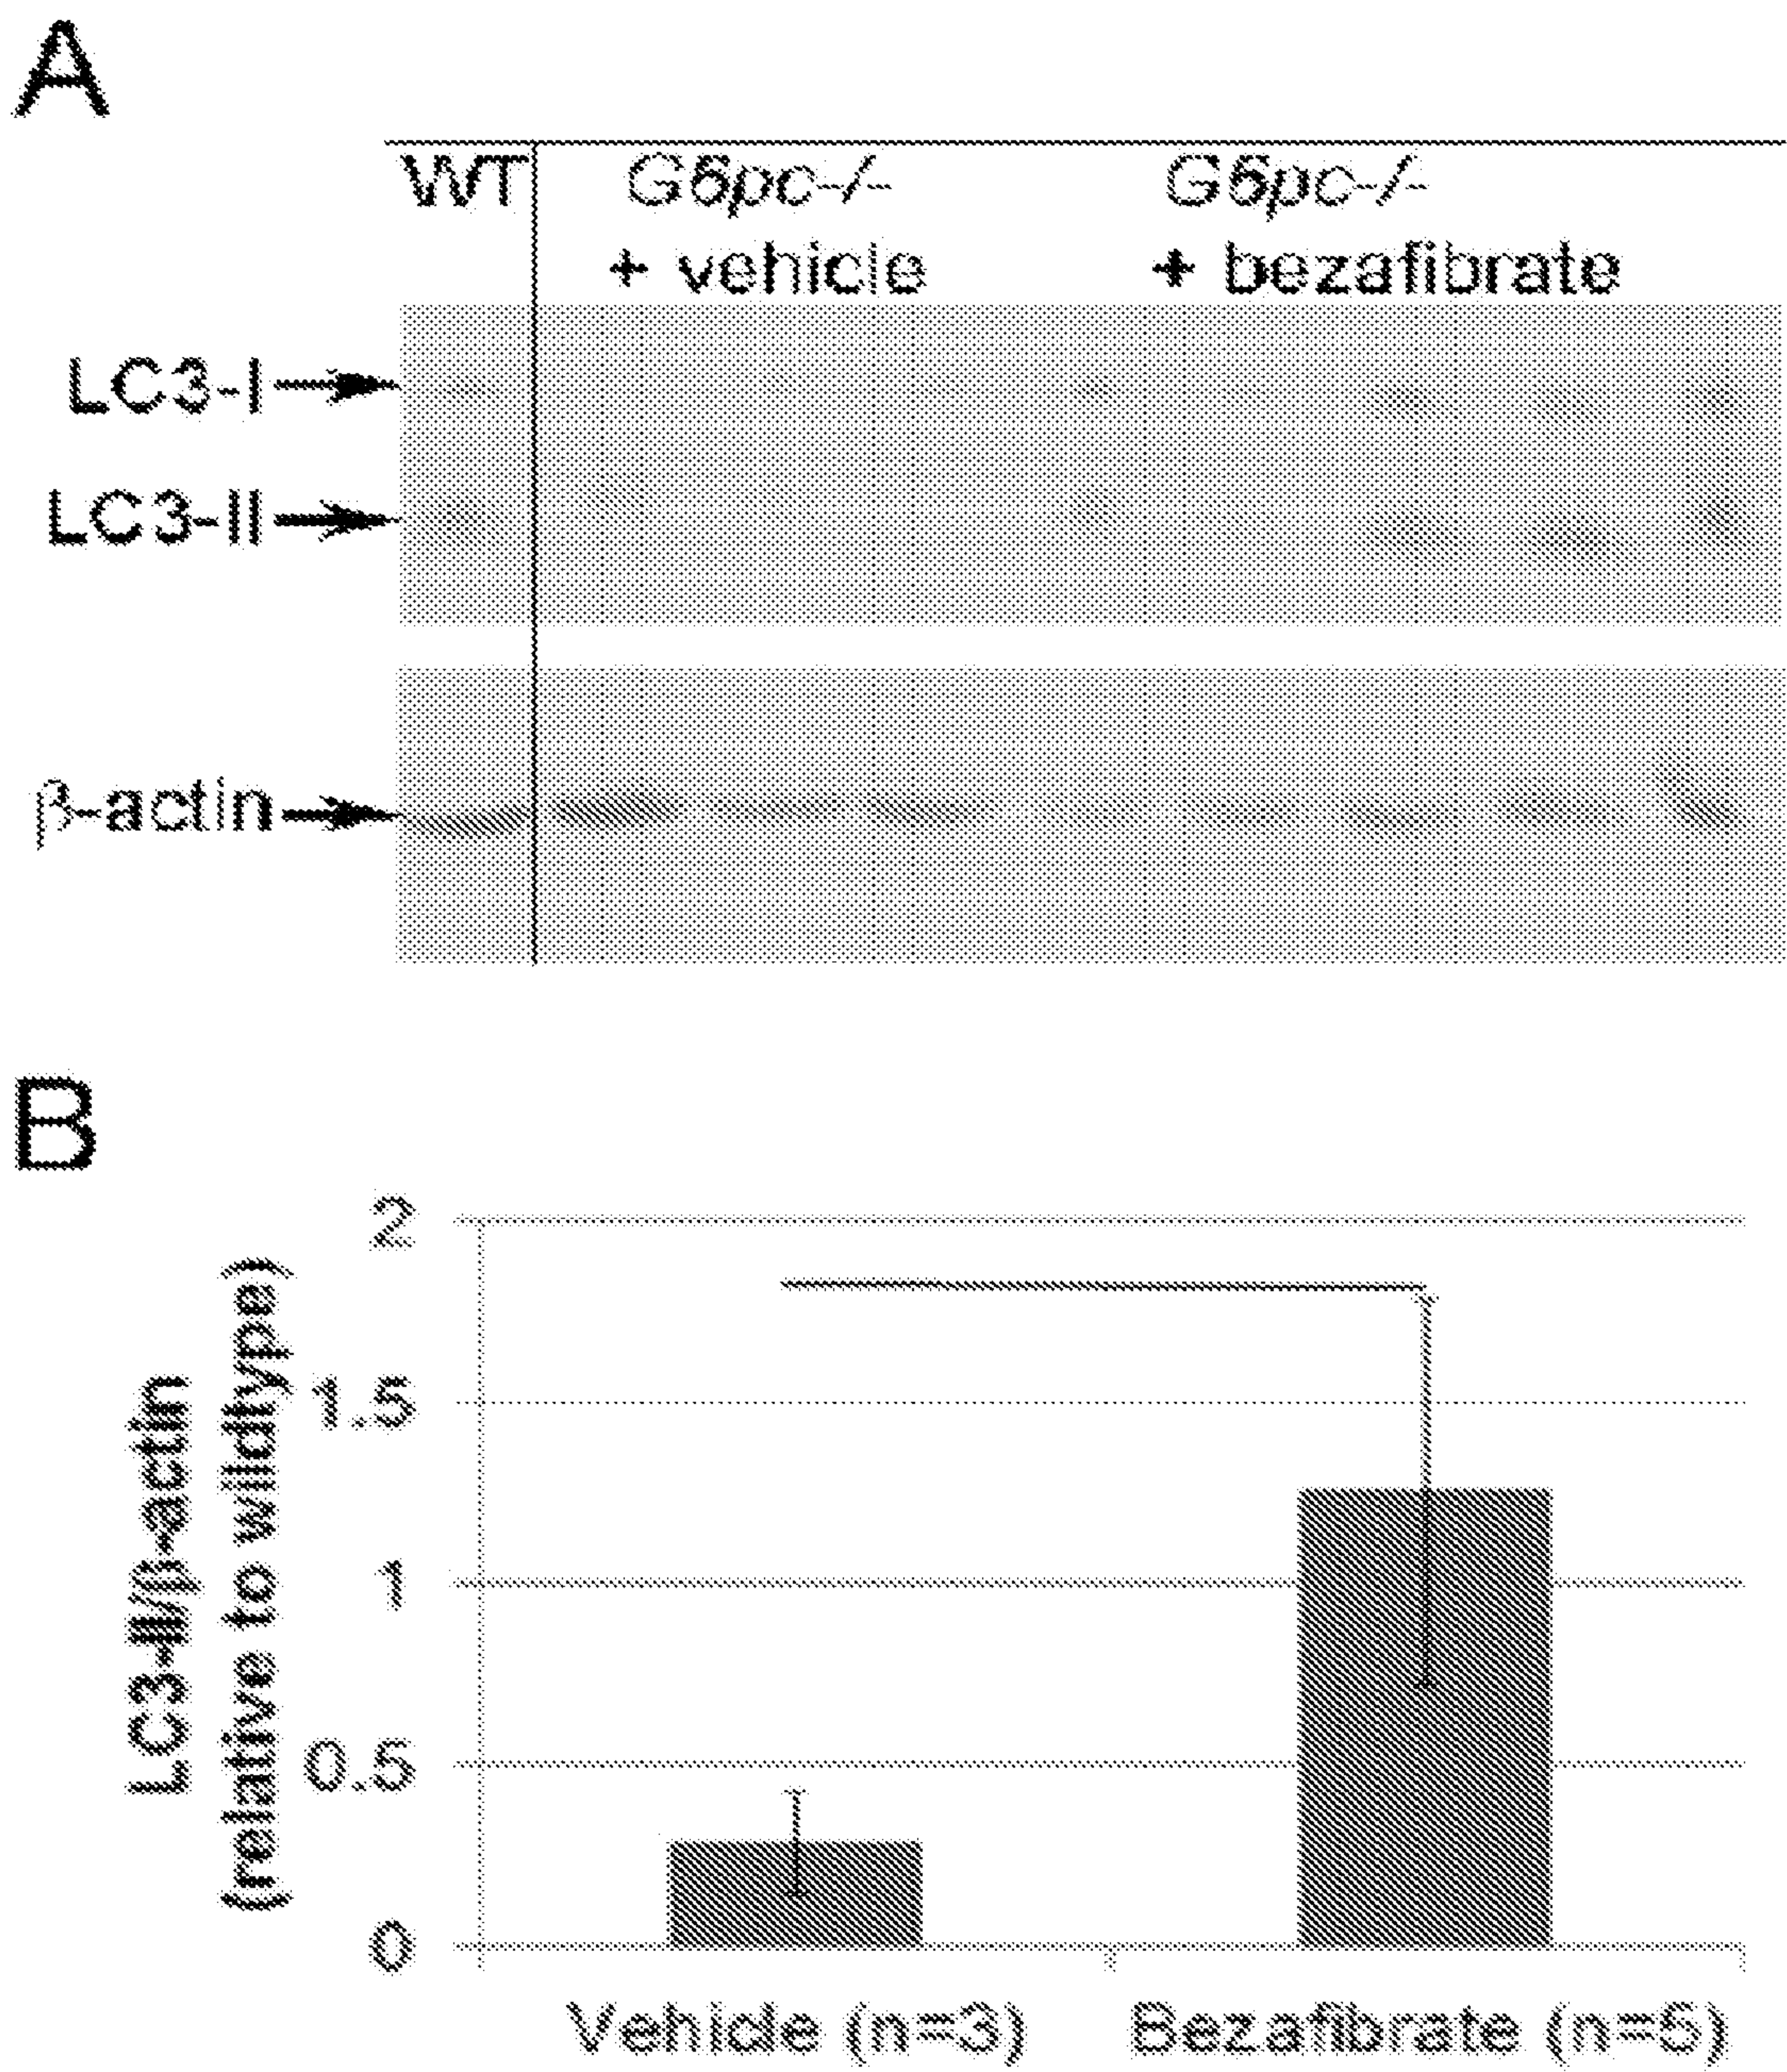 A
WT
G6pc-/-
+ vehicle
G6pc-/-
+ bezafibrate
LC3-I
LC3-II
β-actin
B
LC3-II/β-actin
(relative to wildtype)
2
1.5
1
0.5
0
Vehicle (n=3)
Bezafibrate (n=5)